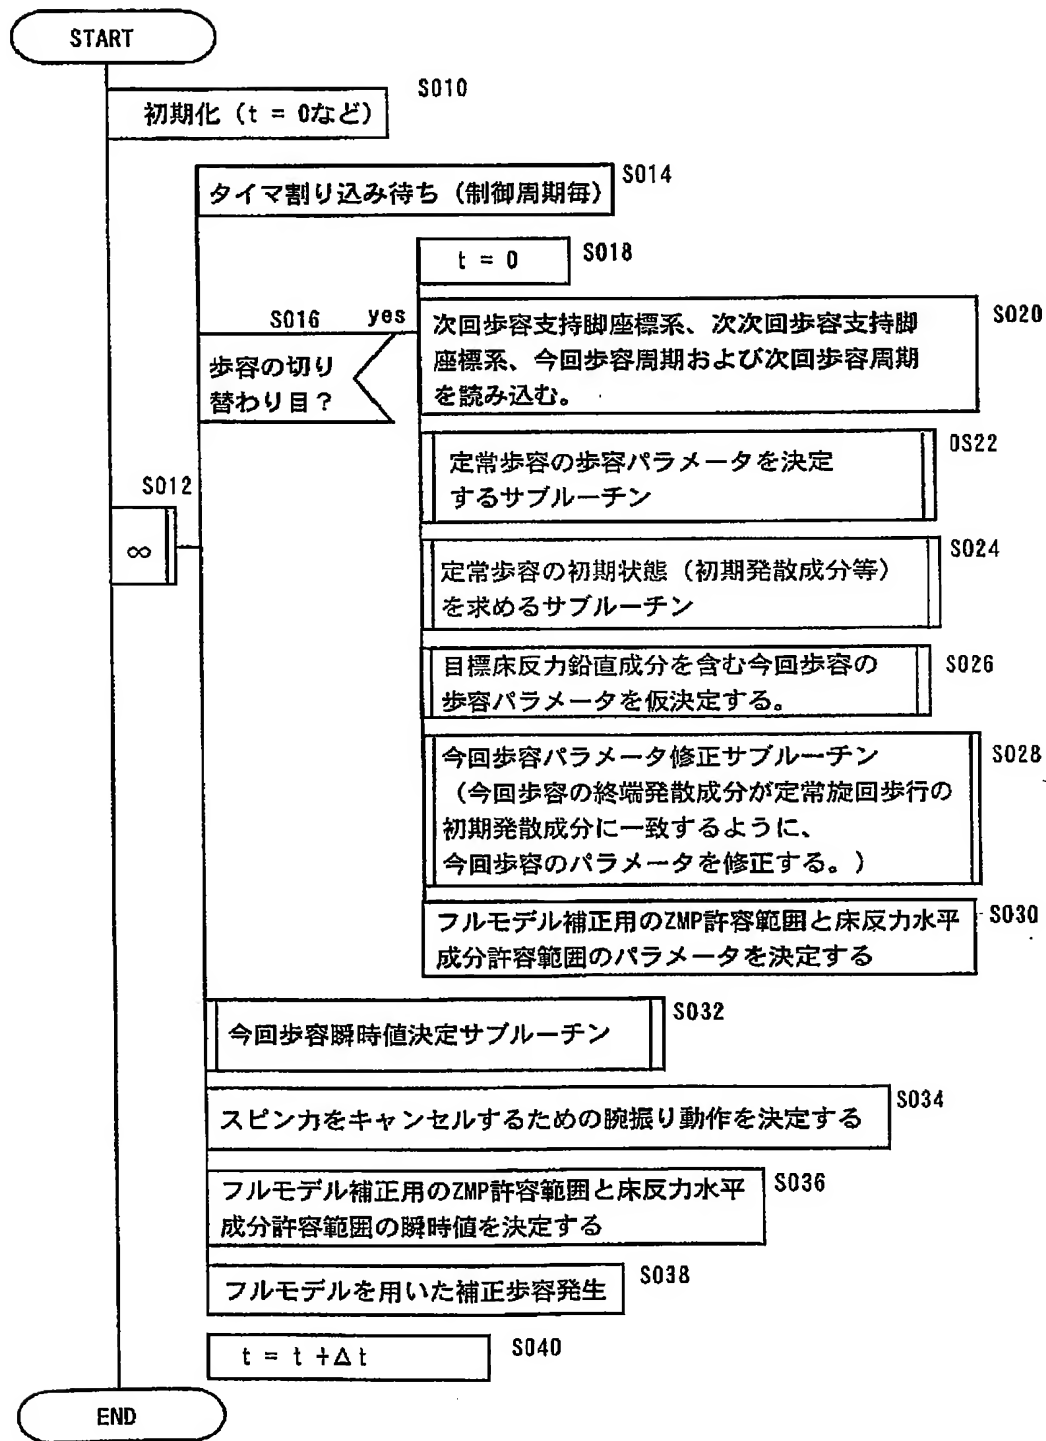 START
S010
初期化 (t = 0など)
タイマ割り込み待ち (制御周期毎)
S014
t = 0
S018
S016
yes
歩容の切り
替わり目?
次回歩容支持脚座標系、次次回歩容支持脚
座標系、今回歩容周期および次回歩容周期
を読み込む。
S020
定常歩容の歩容パラメータを決定
するサブルーチン
0S22
S012
∞
定常歩容の初期状態 (初期発散成分等)
を求めるサブルーチン
S024
目標床反力鉛直成分を含む今回歩容の
歩容パラメータを仮決定する。
S026
今回歩容パラメータ修正サブルーチン
(今回歩容の終端発散成分が定常旋回歩行の
初期発散成分に一致するように、
今回歩容のパラメータを修正する。)
S028
フルモデル補正用のZMP許容範囲と床反力水平
成分許容範囲のパラメータを決定する
S030
今回歩容瞬時値決定サブルーチン
S032
スピン力をキャンセルするための腕振り動作を決定する
S034
フルモデル補正用のZMP許容範囲と床反力水平
成分許容範囲の瞬時値を決定する
S036
フルモデルを用いた補正歩容発生
S038
t = t +Δt
S040
END